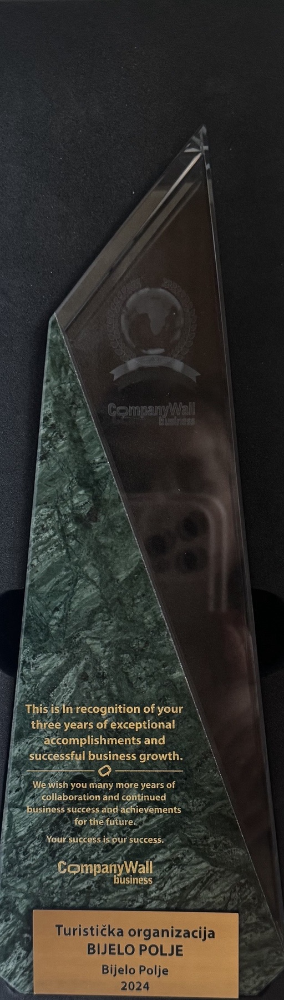 CompanyWall
business
This is In recognition of your
three years of exceptional
accomplishments and
successful business growth.
We wish you many more years of
collaboration and continued
business success and achievements
for the future.
Your success is our success.
CompanyWall
business
Turistička organizacija
BIJELO POLJE
Bijelo Polje
2024